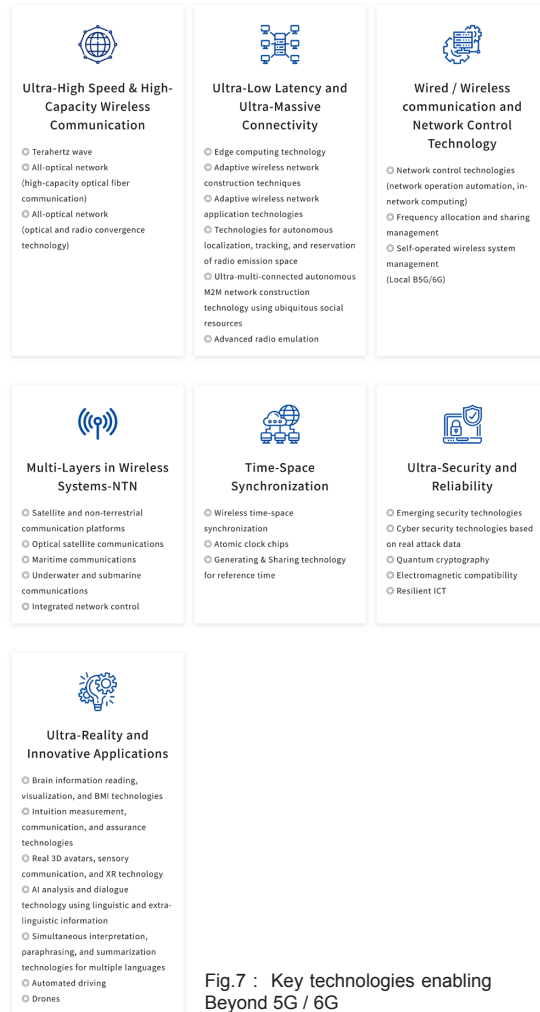 Ultra-High Speed & High-
Capacity Wireless
Communication
◎ Terahertz wave
◎ All-optical network
(high-capacity optical fiber
communication)
◎ All-optical network
(optical and radio convergence
technology)
Ultra-Low Latency and
Ultra-Massive
Connectivity
◎ Edge computing technology
◎ Adaptive wireless network
construction techniques
◎ Adaptive wireless network
application technologies
◎ Technologies for autonomous
localization, tracking, and reservation
of radio emission space
◎ Ultra-multi-connected autonomous
M2M network construction
technology using ubiquitous social
resources
◎ Advanced radio emulation
Wired / Wireless
communication and
Network Control
Technology
◎ Network control technologies
(network operation automation, in-
network computing)
◎ Frequency allocation and sharing
management
◎ Self-operated wireless system
management
(Local B5G/6G)
Multi-Layers in Wireless
Systems-NTN
◎ Satellite and non-terrestrial
communication platforms
◎ Optical satellite communications
◎ Maritime communications
◎ Underwater and submarine
communications
◎ Integrated network control
Time-Space
Synchronization
◎ Wireless time-space
synchronization
◎ Atomic clock chips
◎ Generating & Sharing technology
for reference time
Ultra-Security and
Reliability
◎ Emerging security technologies
◎ Cyber security technologies based
on real attack data
◎ Quantum cryptography
◎ Electromagnetic compatibility
◎ Resilient ICT
Ultra-Reality and
Innovative Applications
◎ Brain information reading,
visualization, and BMI technologies
◎ Intuition measurement,
communication, and assurance
technologies
◎ Real 3D avatars, sensory
communication, and XR technology
◎ AI analysis and dialogue
technology using linguistic and extra-
linguistic information
◎ Simultaneous interpretation,
paraphrasing, and summarization
technologies for multiple languages
◎ Automated driving
◎ Drones
Fig.7 : Key technologies enabling
Beyond 5G / 6G